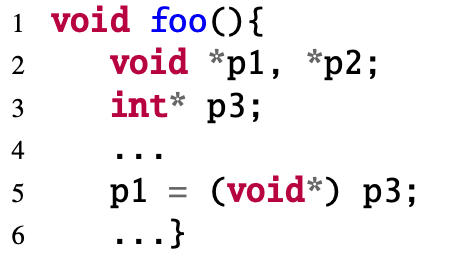 1 void foo(){
2 void *p1, *p2;
3 int* p3;
4 ...
5 p1 = (void*) p3;
6 ...}